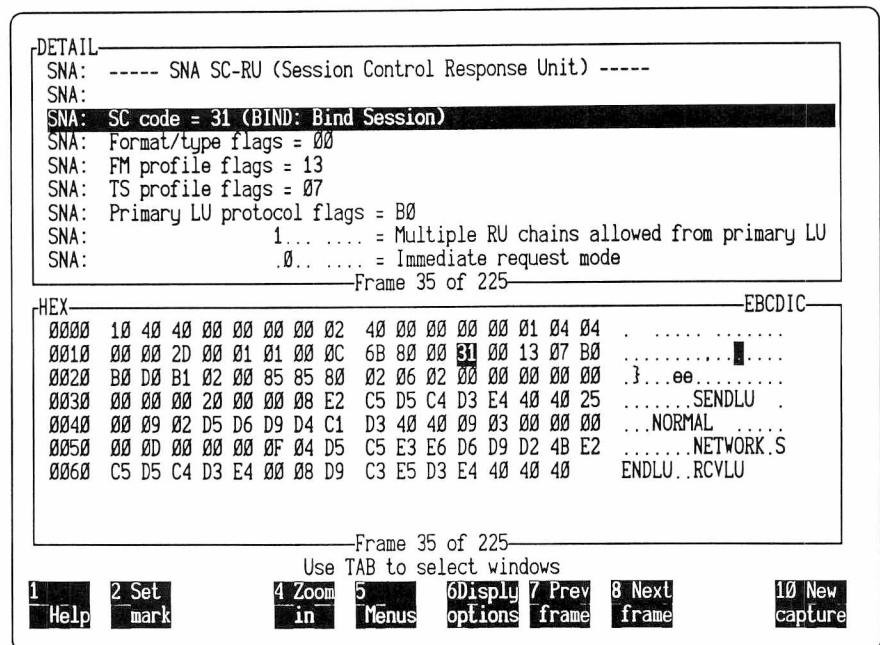 DETAIL
SNA: ----- SNA SC-RU (Session Control Response Unit) -----
SNA:
SNA: SC code = 31 (BIND: Bind Session)
SNA: Format/type flags = 00
SNA: FM profile flags = 13
SNA: TS profile flags = 07
SNA: Primary LU protocol flags = B0
SNA: 1... .... = Multiple RU chains allowed from primary LU
SNA: .0.. .... = Immediate request mode
Frame 35 of 225
HEX EBCDIC
0000 10 40 40 00 00 00 00 02 40 00 00 00 00 01 04 04 . ..... .......
0010 00 00 2D 00 01 01 00 0C 6B 80 00 31 00 13 07 B0 ........,.......
0020 B0 D0 B1 02 00 85 85 80 02 06 02 00 00 00 00 00 .}...ee.........
0030 00 00 00 20 00 00 08 E2 C5 D5 C4 D3 E4 40 40 25 .......SENDLU .
0040 00 09 02 D5 D6 D9 D4 C1 D3 40 40 09 03 00 00 00 ...NORMAL .....
0050 00 0D 00 00 00 0F 04 D5 C5 E3 E6 D6 D9 D2 4B E2 .......NETWORK.S
0060 C5 D5 C4 D3 E4 00 08 D9 C3 E5 D3 E4 40 40 40 ENDLU..RCVLU
Frame 35 of 225
Use TAB to select windows
1 Help 2 Set mark 4 Zoom in 5 Menus 6Disply options 7 Prev frame 8 Next frame 10 New capture